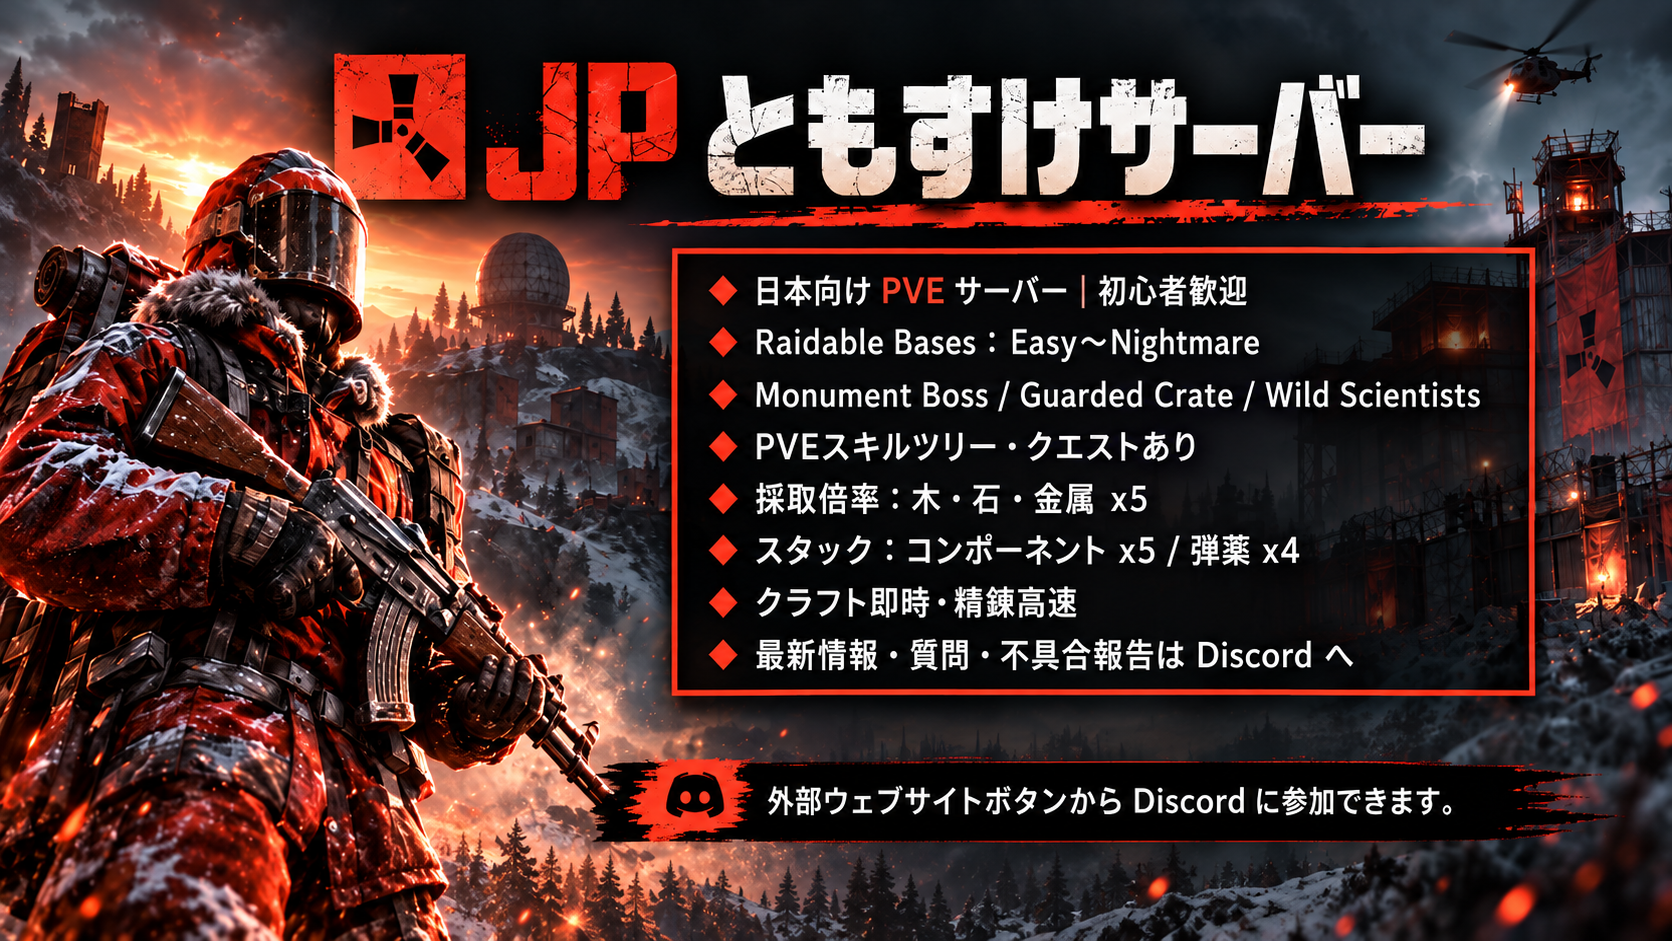 JP ともすけサーバー
日本向け PVE サーバー | 初心者歓迎
Raidable Bases：Easy～Nightmare
Monument Boss / Guarded Crate / Wild Scientists
PVEスキルツリー・クエストあり
採取倍率：木・石・金属 x5
スタック：コンポーネント x5 / 弾薬 x4
クラフト即時・精錬高速
最新情報・質問・不具合報告は Discord へ
外部ウェブサイトボタンから Discord に参加できます。